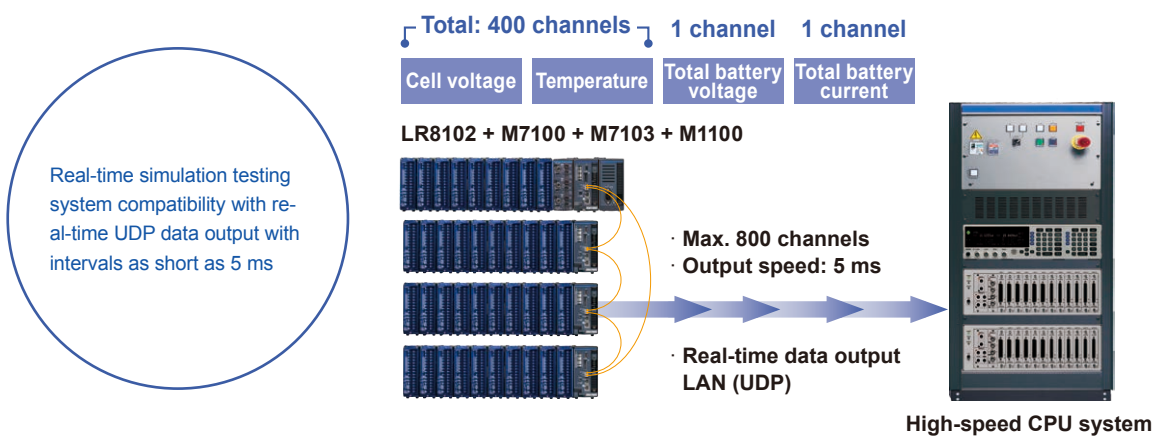 Total: 400 channels
1 channel
1 channel
Cell voltage
Temperature
Total battery
voltage
Total battery
current
LR8102 + M7100 + M7103 + M1100
Real-time simulation testing
system compatibility with re-
al-time UDP data output with
intervals as short as 5 ms
· Max. 800 channels
· Output speed: 5 ms
· Real-time data output
LAN (UDP)
High-speed CPU system